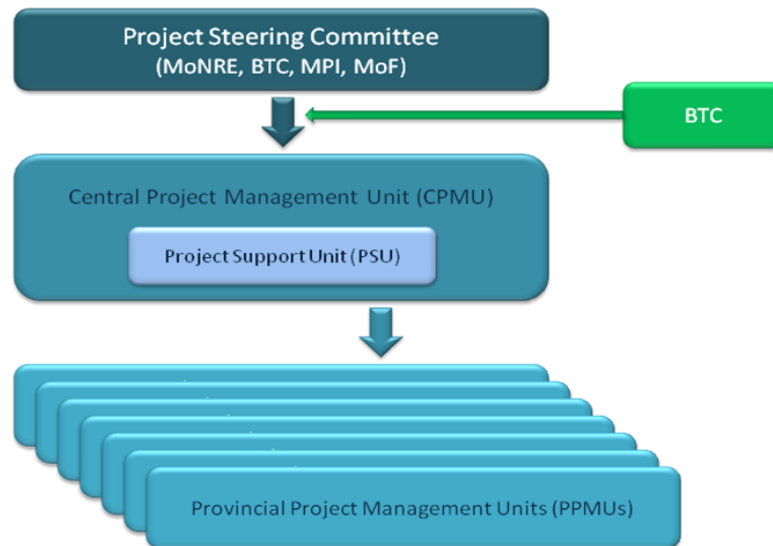 Project Steering Committee
(MoNRE, BTC, MPI, MoF)
BTC
Central Project Management Unit (CPMU)
Project Support Unit (PSU)
Provincial Project Management Units (PPMUs)